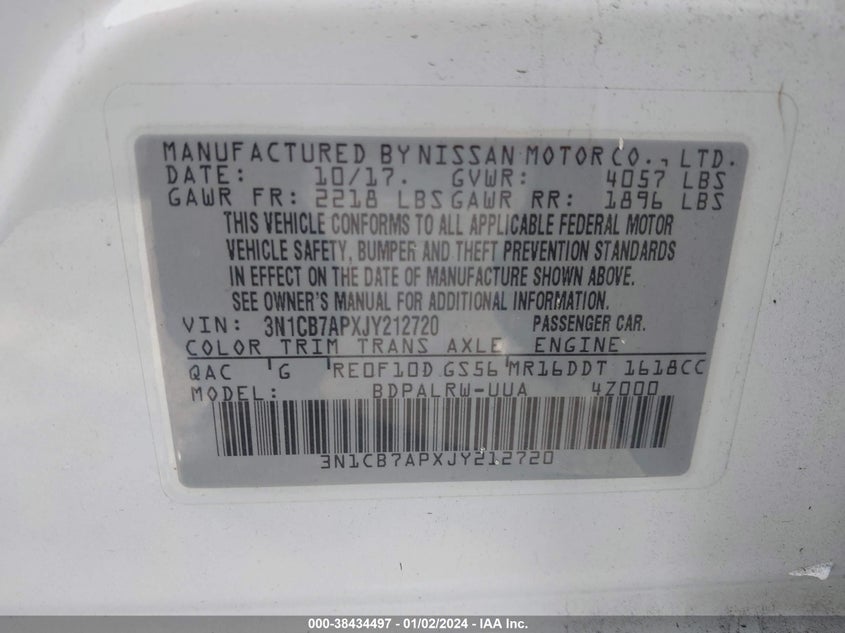 MANUFACTURED BY NISSAN MOTOR CO., LTD.
DATE: 10/17. GVWR: 4057 LBS
GAWR FR: 2218 LBS GAWR RR: 1896 LBS
THIS VEHICLE CONFORMS TO ALL APPLICABLE FEDERAL MOTOR
VEHICLE SAFETY, BUMPER AND THEFT PREVENTION STANDARDS
IN EFFECT ON THE DATE OF MANUFACTURE SHOWN ABOVE.
SEE OWNER'S MANUAL FOR ADDITIONAL INFORMATION.
VIN: 3N1CB7APXJY212720 PASSENGER CAR.
COLOR TRIM TRANS AXLE ENGINE
QAC G RE0F10D GS56 MR16DDT 1618CC
MODEL: BDPALRW-UUA 4Z000
3N1CB7APXJY212720
000-38434497 - 01/02/2024 - IAA Inc.